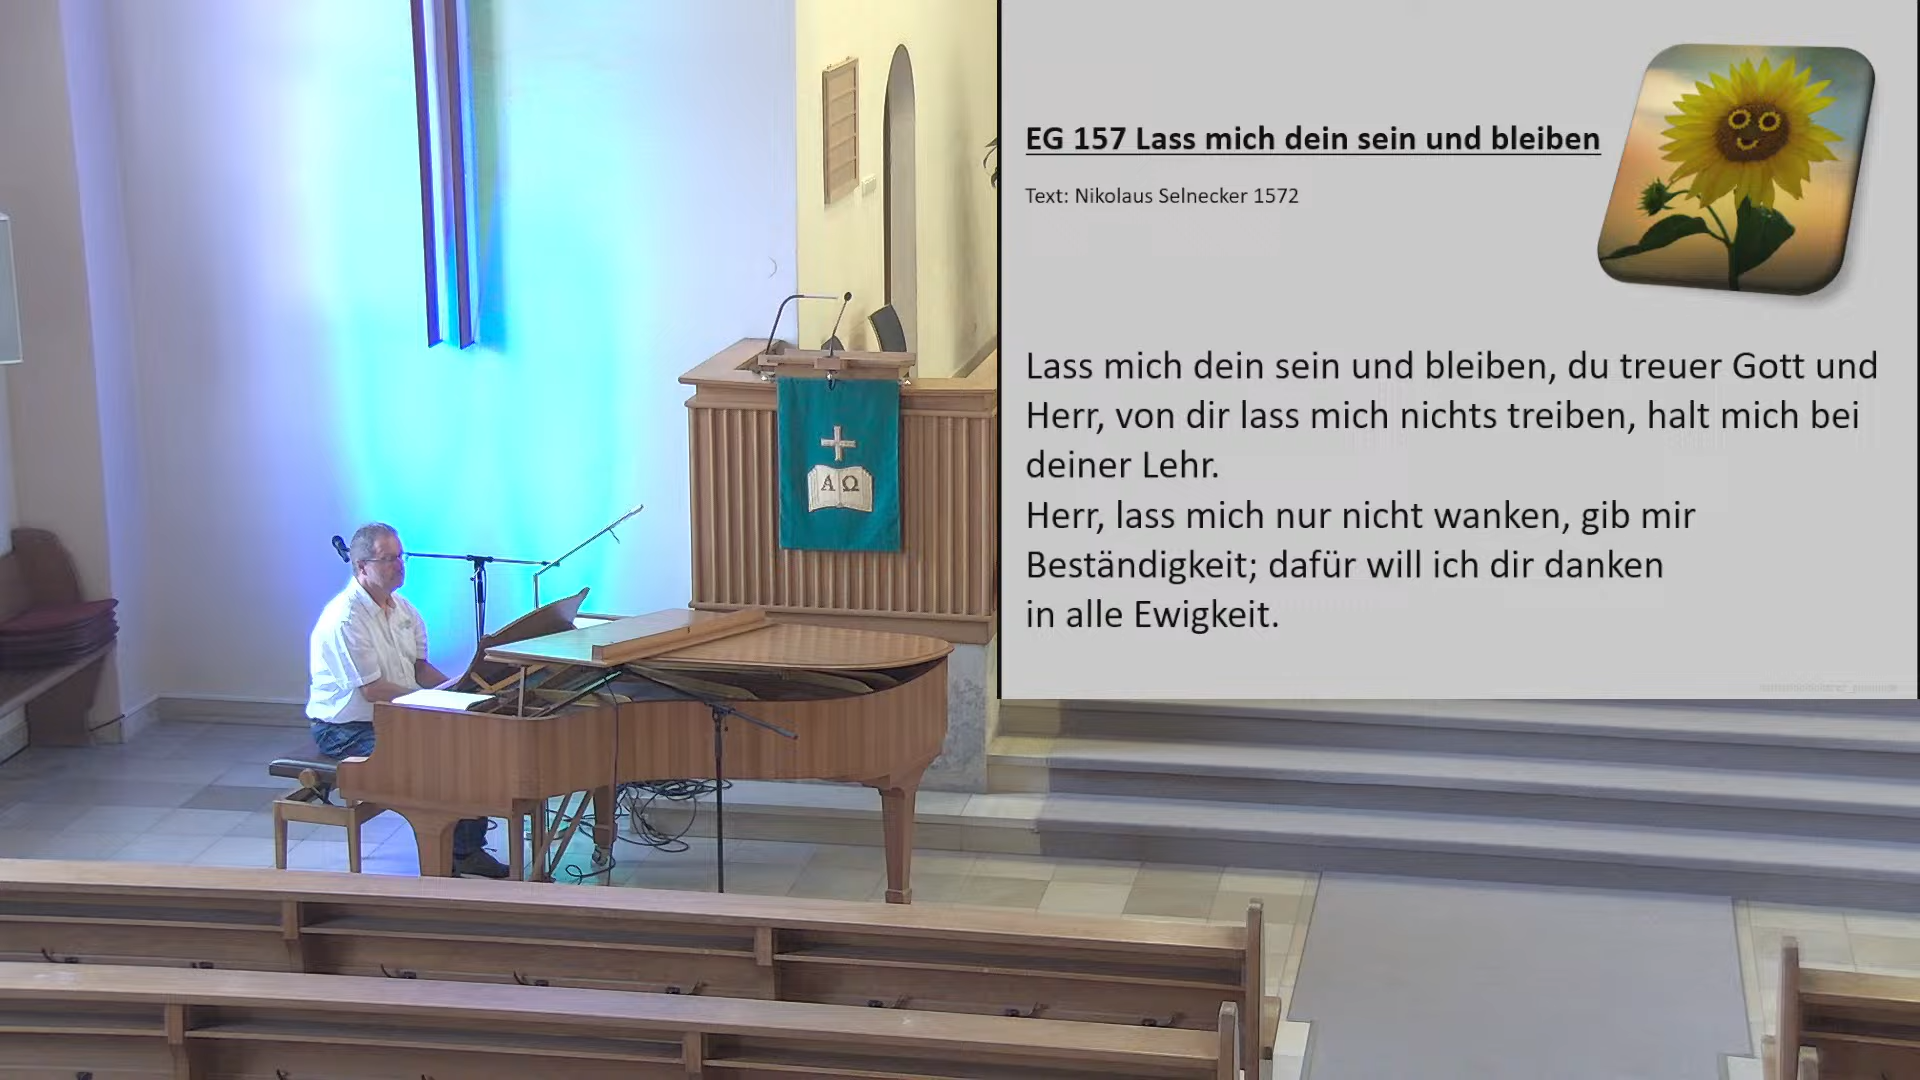 EG 157 Lass mich dein sein und bleiben
Text: Nikolaus Selnecker 1572
Lass mich dein sein und bleiben, du treuer Gott und
Herr, von dir lass mich nichts treiben, halt mich bei
deiner Lehr.
Herr, lass mich nur nicht wanken, gib mir
Beständigkeit; dafür will ich dir danken
in alle Ewigkeit.
Α Ω